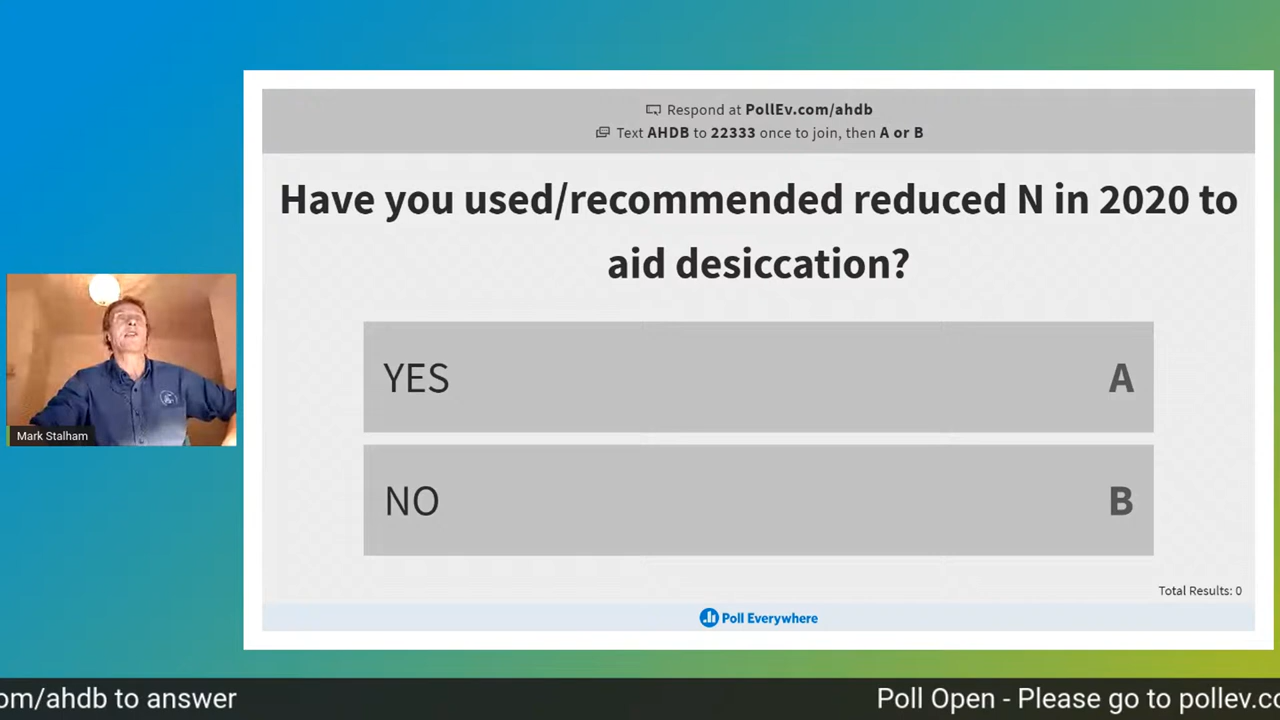 Respond at PollEv.com/ahdb
Text AHDB to 22333 once to join, then A or B
Have you used/recommended reduced N in 2020 to
aid desiccation?
YES A
NO B
Mark Stalham
Total Results: 0
Poll Everywhere
om/ahdb to answer Poll Open - Please go to pollev.co